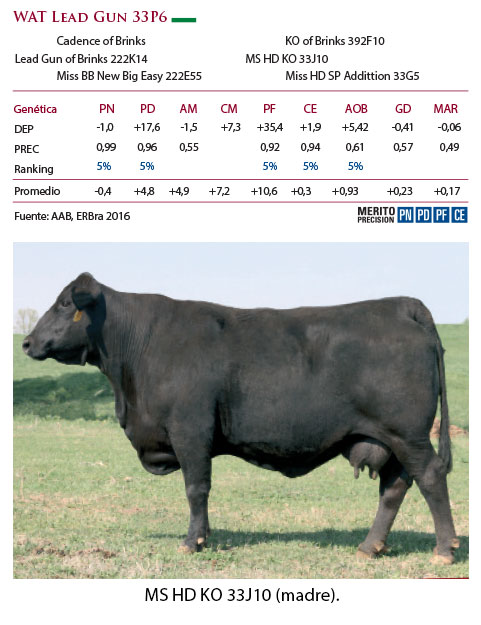 WAT LEAD GUN 33P6
Cadence of Brinks KO of Brinks 392F10
Lead Gun of Brinks 222K14 MS HD KO 33J10
Miss BB New Big Easy 222E55 Miss HD SP Addittion 33G5
Genética PN PD AM CM PF CE AOB GD MAR
DEP -1,0 +17,6 -1,5 +7,3 +35,4 +1,9 +5,42 -0,41 -0,06
PREC 0,99 0,96 0,55 0,92 0,94 0,61 0,57 0,49
Ranking 5% 5% 5% 5% 5%
Promedio -0,4 +4,8 +4,9 +7,2 +10,6 +0,3 +0,93 +0,23 +0,17
Fuente: AAB, ERBra 2016 MERITO PRECISION PN PD PF CE
MS HD KO 33J10 (madre).